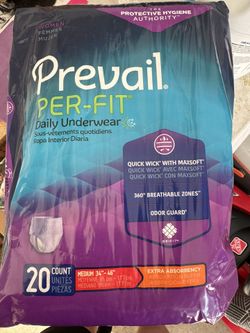 THE PROTECTIVE HYGIENE
AUTHORITY™
WOMEN
FEMMES
MUJER
Prevail®
PER-FIT®
Daily Underwear
Sous-vêtements quotidiens
Ropa Interior Diaria
QUICK WICK® WITH MAXSOFT®
QUICK WICK® AVEC MAXSOFT®
QUICK WICK® CON MAXSOFT®
360° BREATHABLE ZONES™
ODOR GUARD®
20 COUNT
UNITÉS
PIEZAS
MEDIUM 34"-46"
EXTRA ABSORBENCY